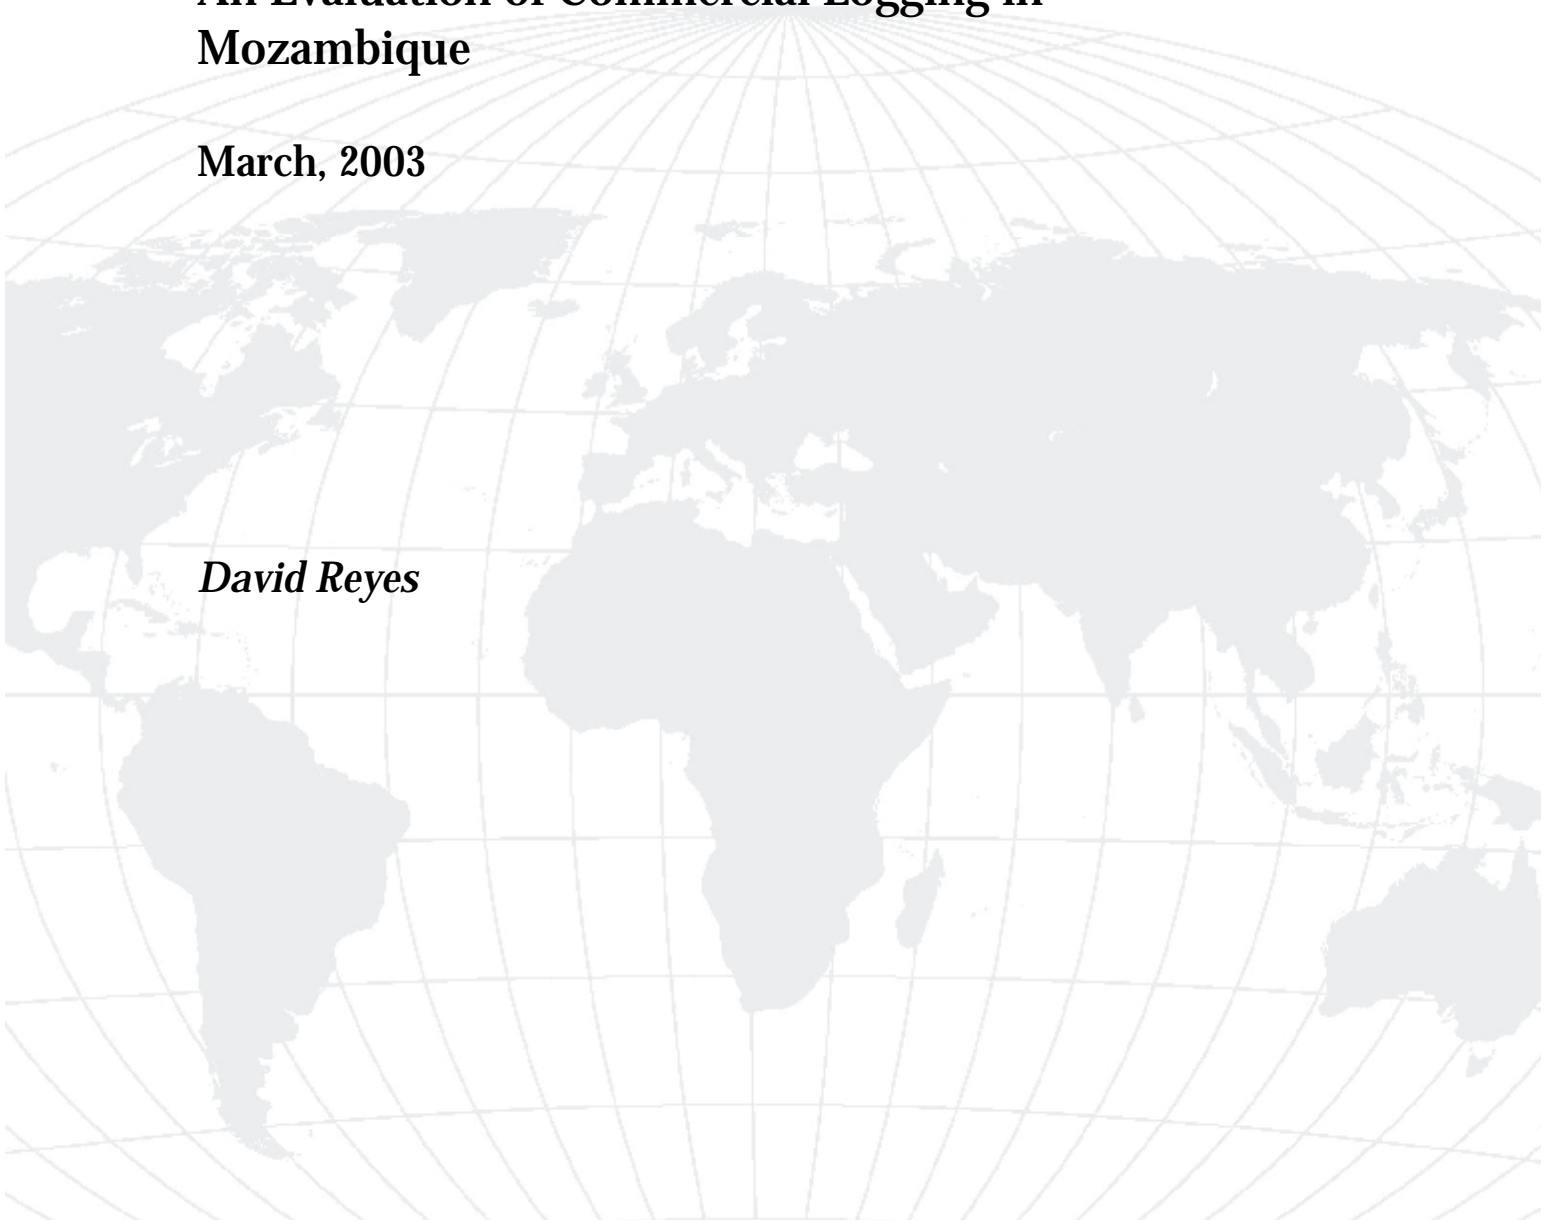 An Evaluation of Commercial Logging in
Mozambique
March, 2003
David Reyes